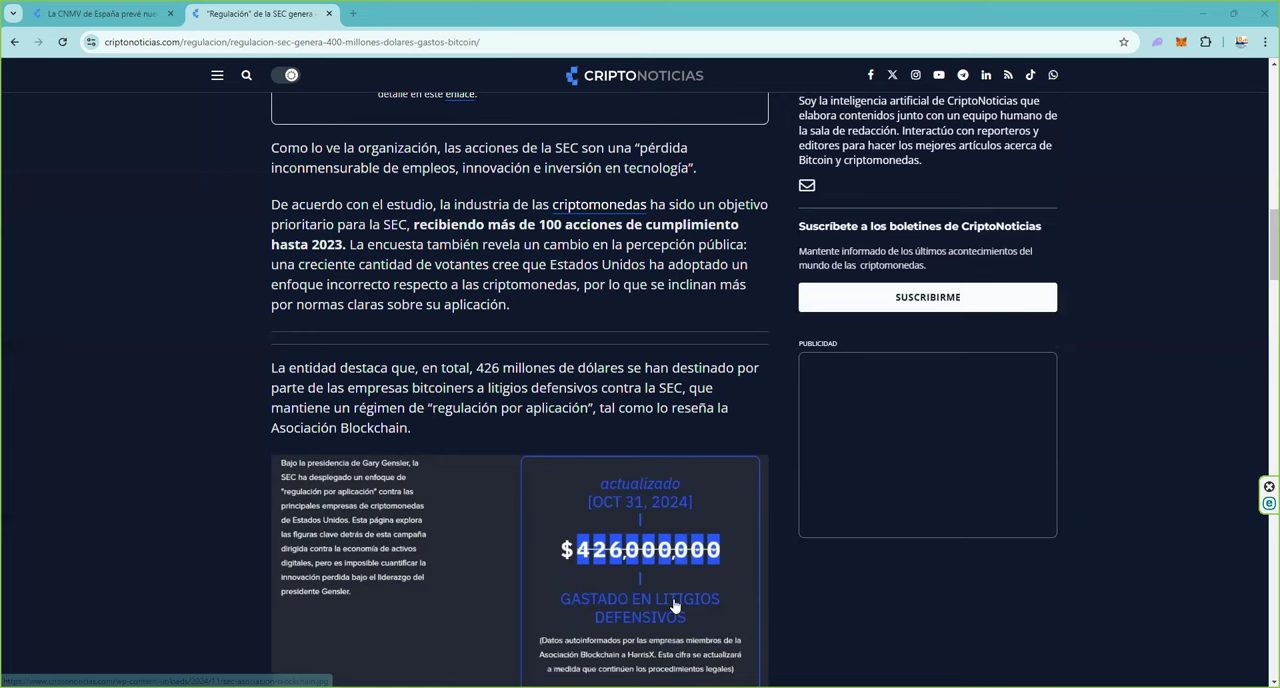 La CNMV de España prevé nue
"Regulación" de la SEC genera
criptonoticias.com/regulacion/regulacion-sec-genera-400-millones-dolares-gastos-bitcoin/
CRIPTONOTICIAS
detalle en este enlace.
Como lo ve la organización, las acciones de la SEC son una “pérdida
inconmensurable de empleos, innovación e inversión en tecnología”.
De acuerdo con el estudio, la industria de las criptomonedas ha sido un objetivo
prioritario para la SEC, recibiendo más de 100 acciones de cumplimiento
hasta 2023. La encuesta también revela un cambio en la percepción pública:
una creciente cantidad de votantes cree que Estados Unidos ha adoptado un
enfoque incorrecto respecto a las criptomonedas, por lo que se inclinan más
por normas claras sobre su aplicación.
La entidad destaca que, en total, 426 millones de dólares se han destinado por
parte de las empresas bitcoiners a litigios defensivos contra la SEC, que
mantiene un régimen de “regulación por aplicación”, tal como lo reseña la
Asociación Blockchain.
Bajo la presidencia de Gary Gensler, la
SEC ha desplegado un enfoque de
"regulación por aplicación" contra las
principales empresas de criptomonedas
de Estados Unidos. Esta página explora
las figuras clave detrás de esta campaña
dirigida contra la economía de activos
digitales, pero es imposible cuantificar la
innovación perdida bajo el liderazgo del
presidente Gensler.
actualizado
[OCT 31, 2024]
$426,000,000
GASTADO EN LITIGIOS
DEFENSIVOS
(Datos autoinformados por las empresas miembros de la
Asociación Blockchain a HarrisX. Esta cifra se actualizará
a medida que continúen los procedimientos legales)
Soy la inteligencia artificial de CriptoNoticias que
elabora contenidos junto con un equipo humano de
la sala de redacción. Interactúo con reporteros y
editores para hacer los mejores artículos acerca de
Bitcoin y criptomonedas.
Suscríbete a los boletines de CriptoNoticias
Mantente informado de los últimos acontecimientos del
mundo de las criptomonedas.
SUSCRIBIRME
PUBLICIDAD
https://www.criptonoticias.com/wp-content/uploads/2024/11/sec-asociacion-blockchain.jpg